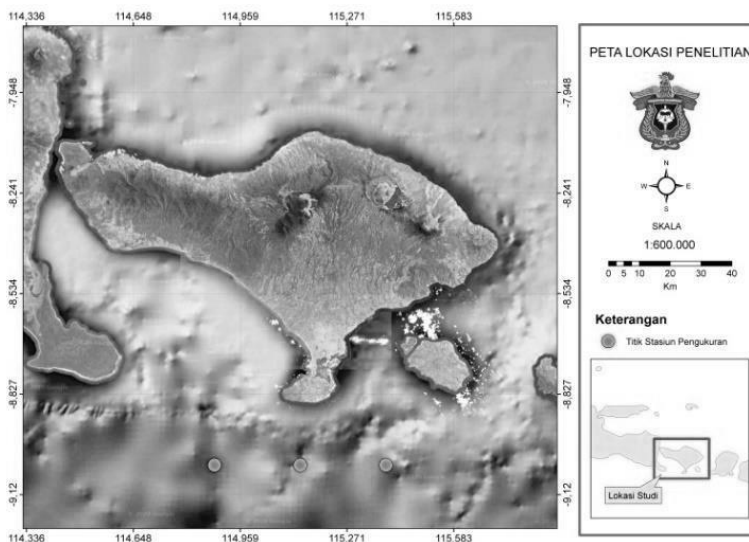 114.336 114.648 114.959 115.271 115.583
-7,948 -7,948
-8,241 -8,241
-8,534 -8,534
-8,827 -8,827
-9,12 -9,12
114.336 114.648 114.959 115.271 115.583
PETA LOKASI PENELITIAN
N
W E
S
SKALA
1:600.000
0 5 10 20 30 40
Km
Keterangan
Titik Stasiun Pengukuran
Lokasi Studi